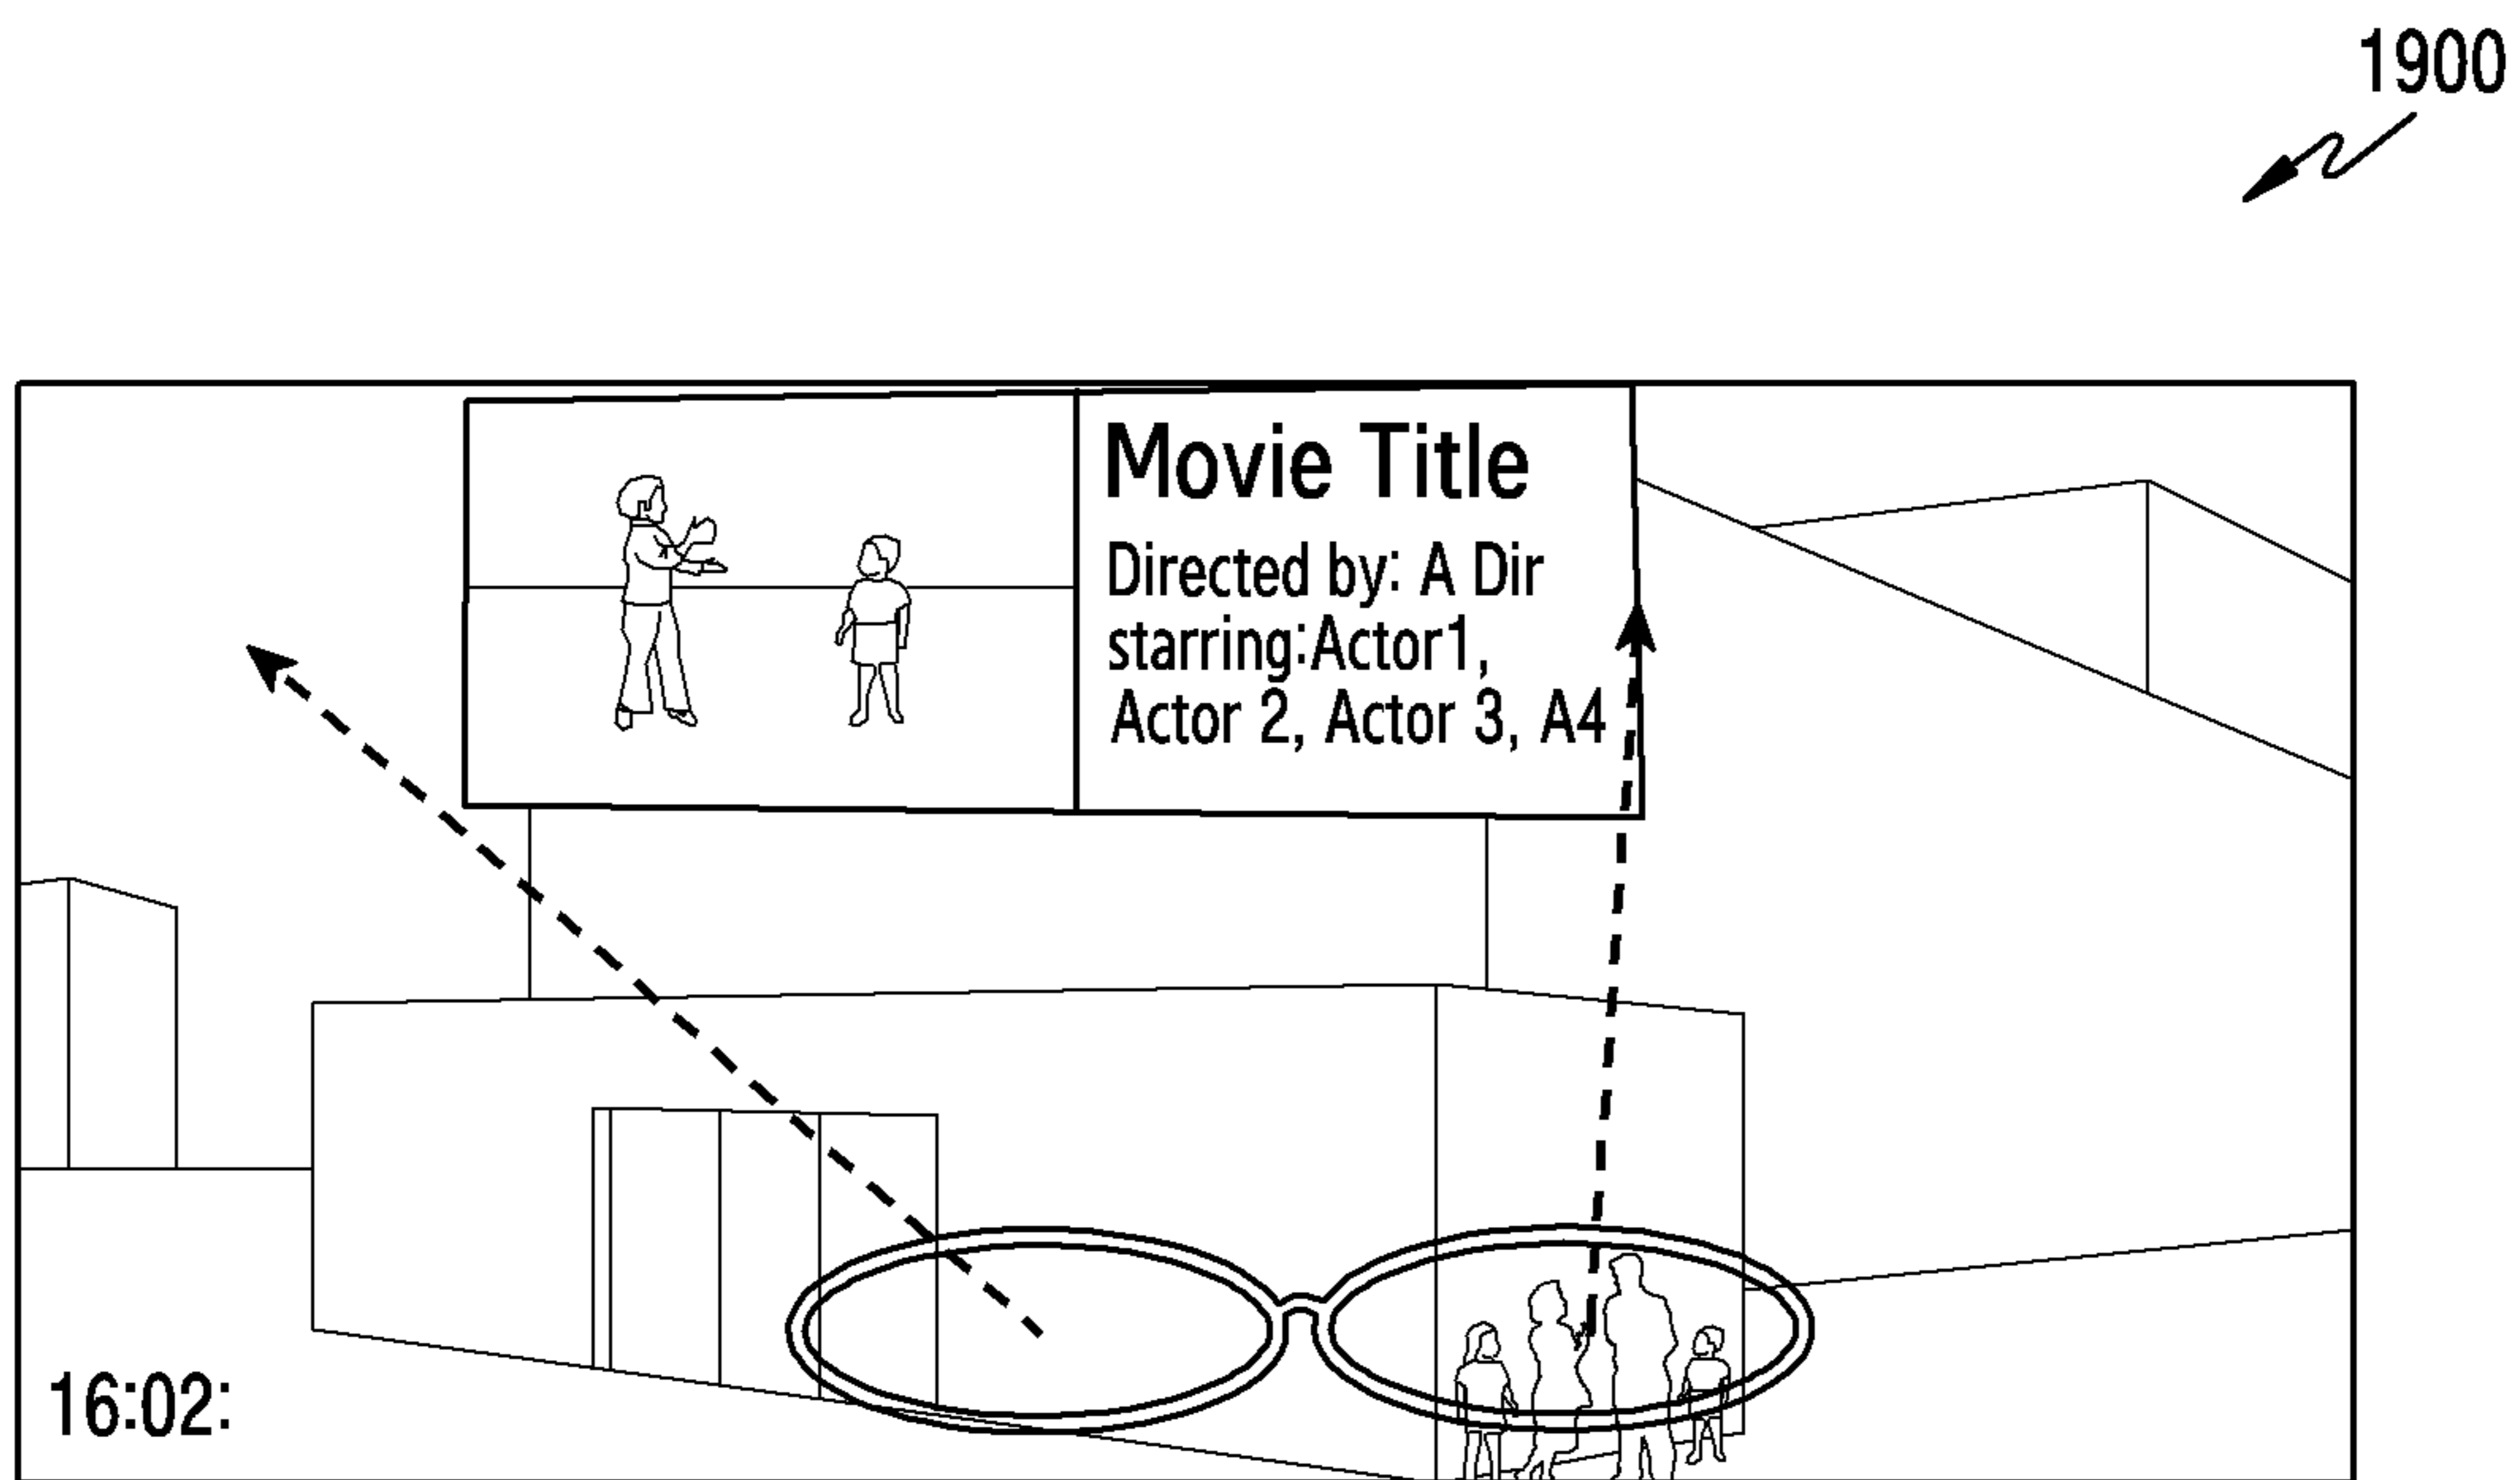 1900
Movie Title
Directed by: A Dir
starring:Actor1,
Actor 2, Actor 3, A4
16:02: